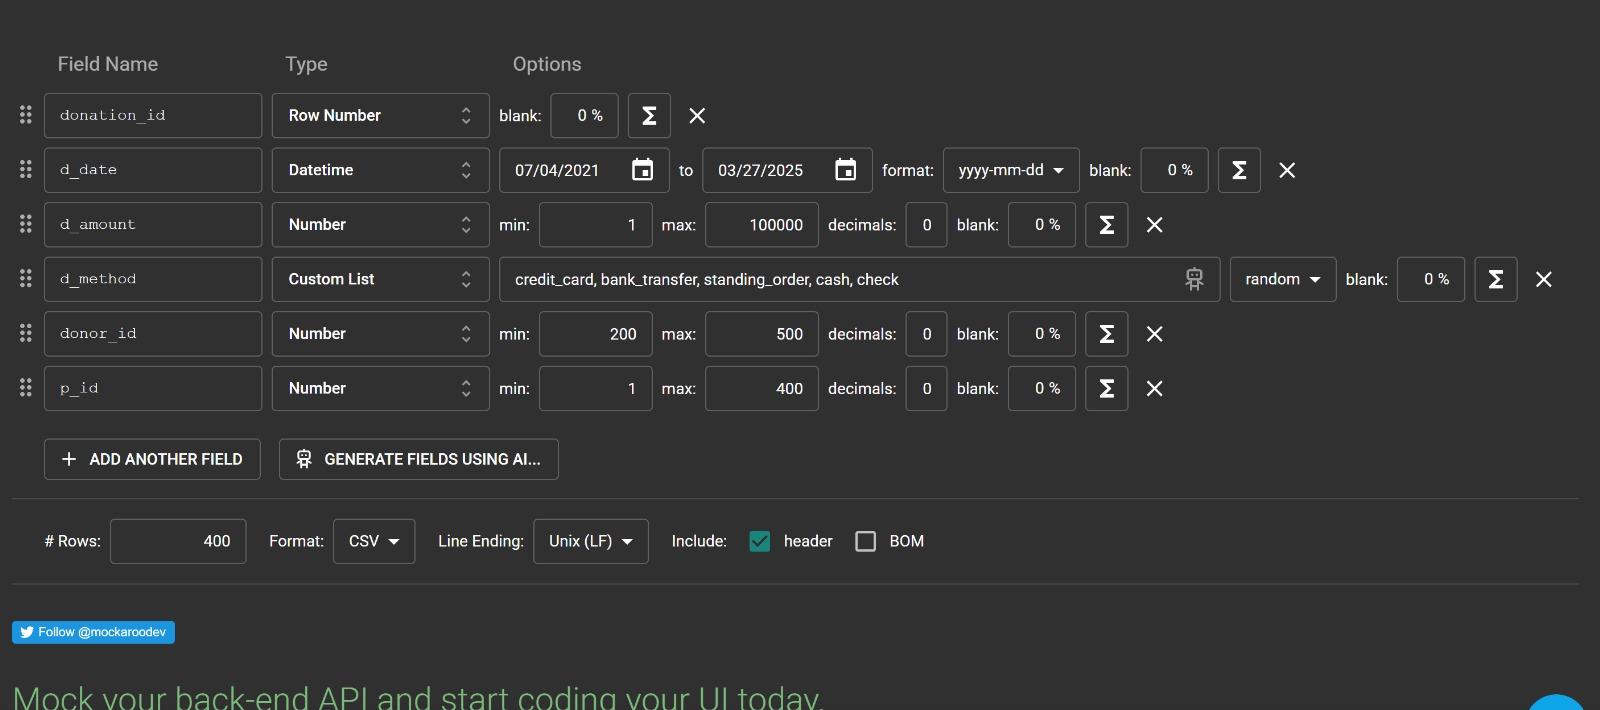 Field Name Type Options
donation_id Row Number blank: 0 % Σ
d_date Datetime 07/04/2021 to 03/27/2025 format: yyyy-mm-dd blank: 0 % Σ
d_amount Number min: 1 max: 100000 decimals: 0 blank: 0 % Σ
d_method Custom List credit_card, bank_transfer, standing_order, cash, check random blank: 0 % Σ
donor_id Number min: 200 max: 500 decimals: 0 blank: 0 % Σ
p_id Number min: 1 max: 400 decimals: 0 blank: 0 % Σ
+ ADD ANOTHER FIELD GENERATE FIELDS USING AI...
# Rows: 400 Format: CSV Line Ending: Unix (LF) Include: header BOM
Follow @mockaroodev
Mock your back-end API and start coding your UI today.